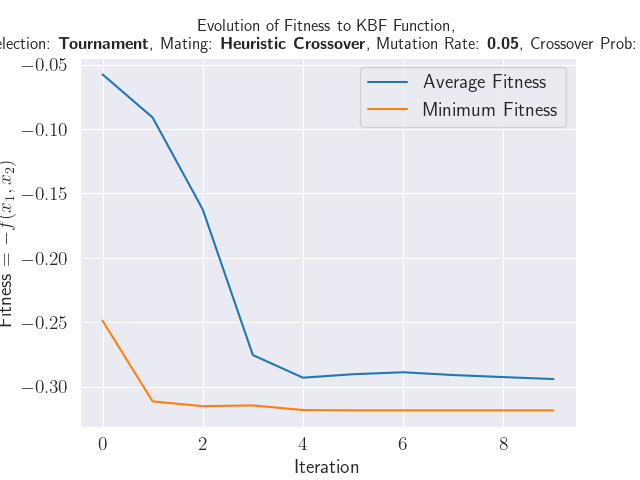 Evolution of Fitness to KBF Function,
election: Tournament, Mating: Heuristic Crossover, Mutation Rate: 0.05, Crossover Prob:
Average Fitness
Minimum Fitness
−0.05
−0.10
−0.15
−0.20
−0.25
−0.30
Fitness = −f(x₁, x₂)
0 2 4 6 8
Iteration